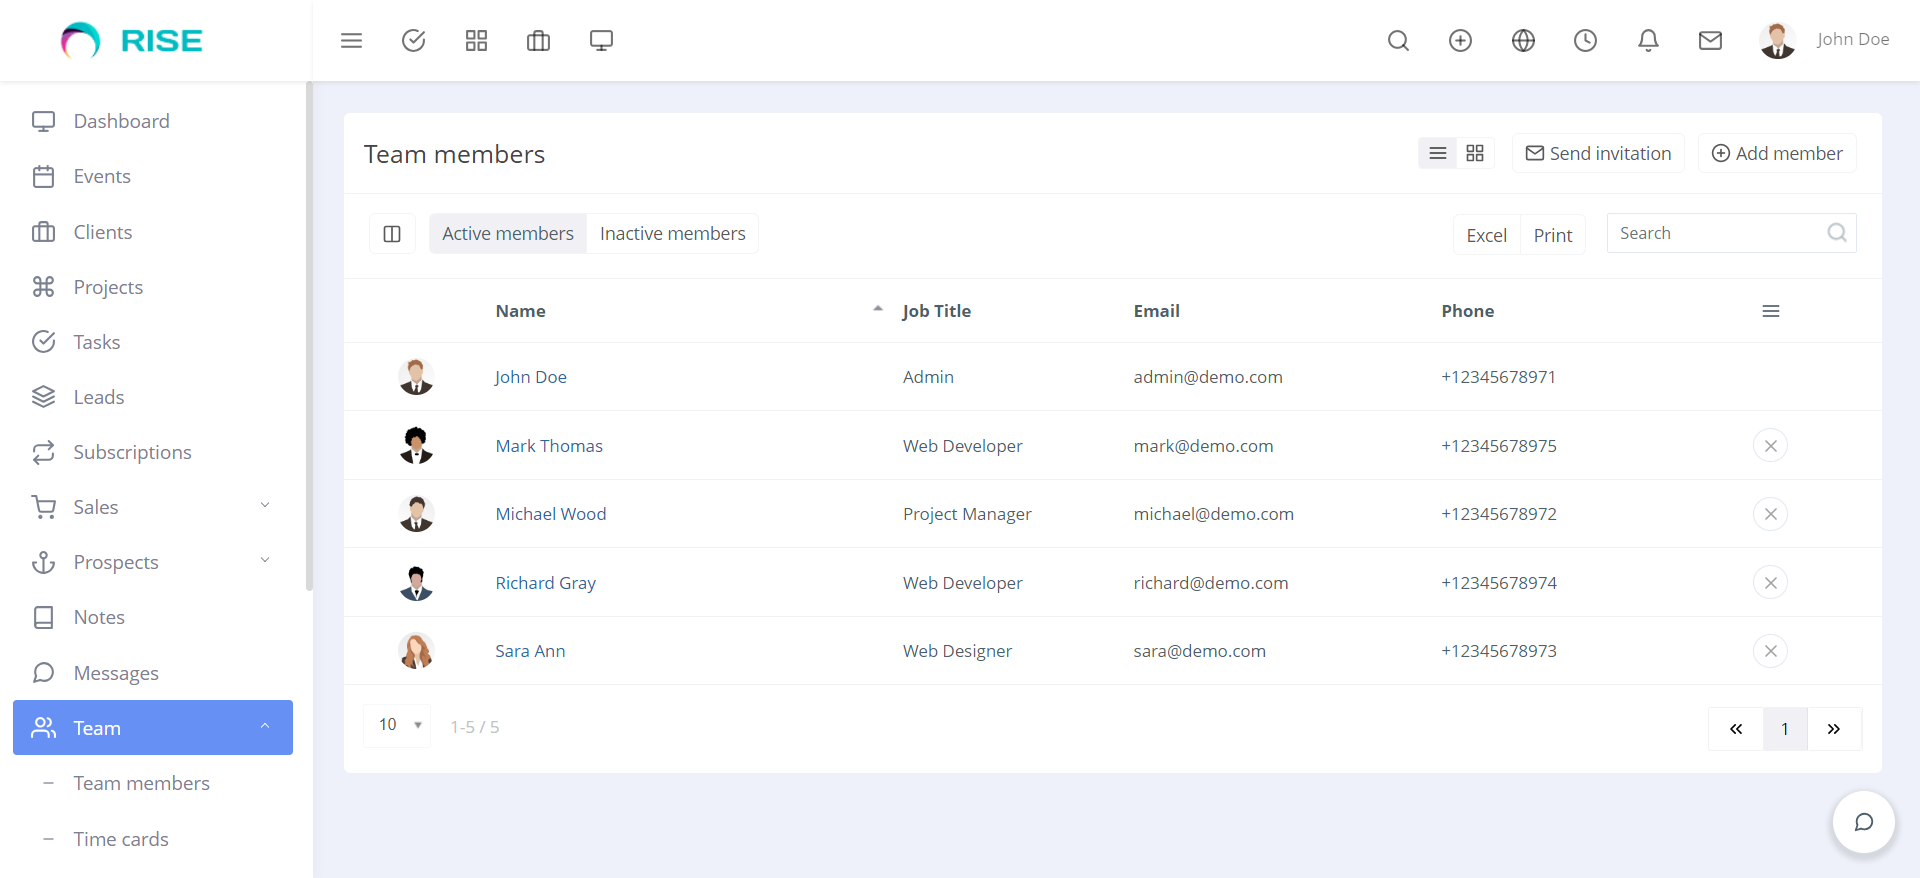 RISE
John Doe
Dashboard
Events
Clients
Projects
Tasks
Leads
Subscriptions
Sales
Prospects
Notes
Messages
Team
Team members
Time cards
Team members
Send invitation
Add member
Active members
Inactive members
Excel
Print
Search
Name Job Title Email Phone
John Doe Admin admin@demo.com +12345678971
Mark Thomas Web Developer mark@demo.com +12345678975
Michael Wood Project Manager michael@demo.com +12345678972
Richard Gray Web Developer richard@demo.com +12345678974
Sara Ann Web Designer sara@demo.com +12345678973
10
1-5 / 5
« 1 »